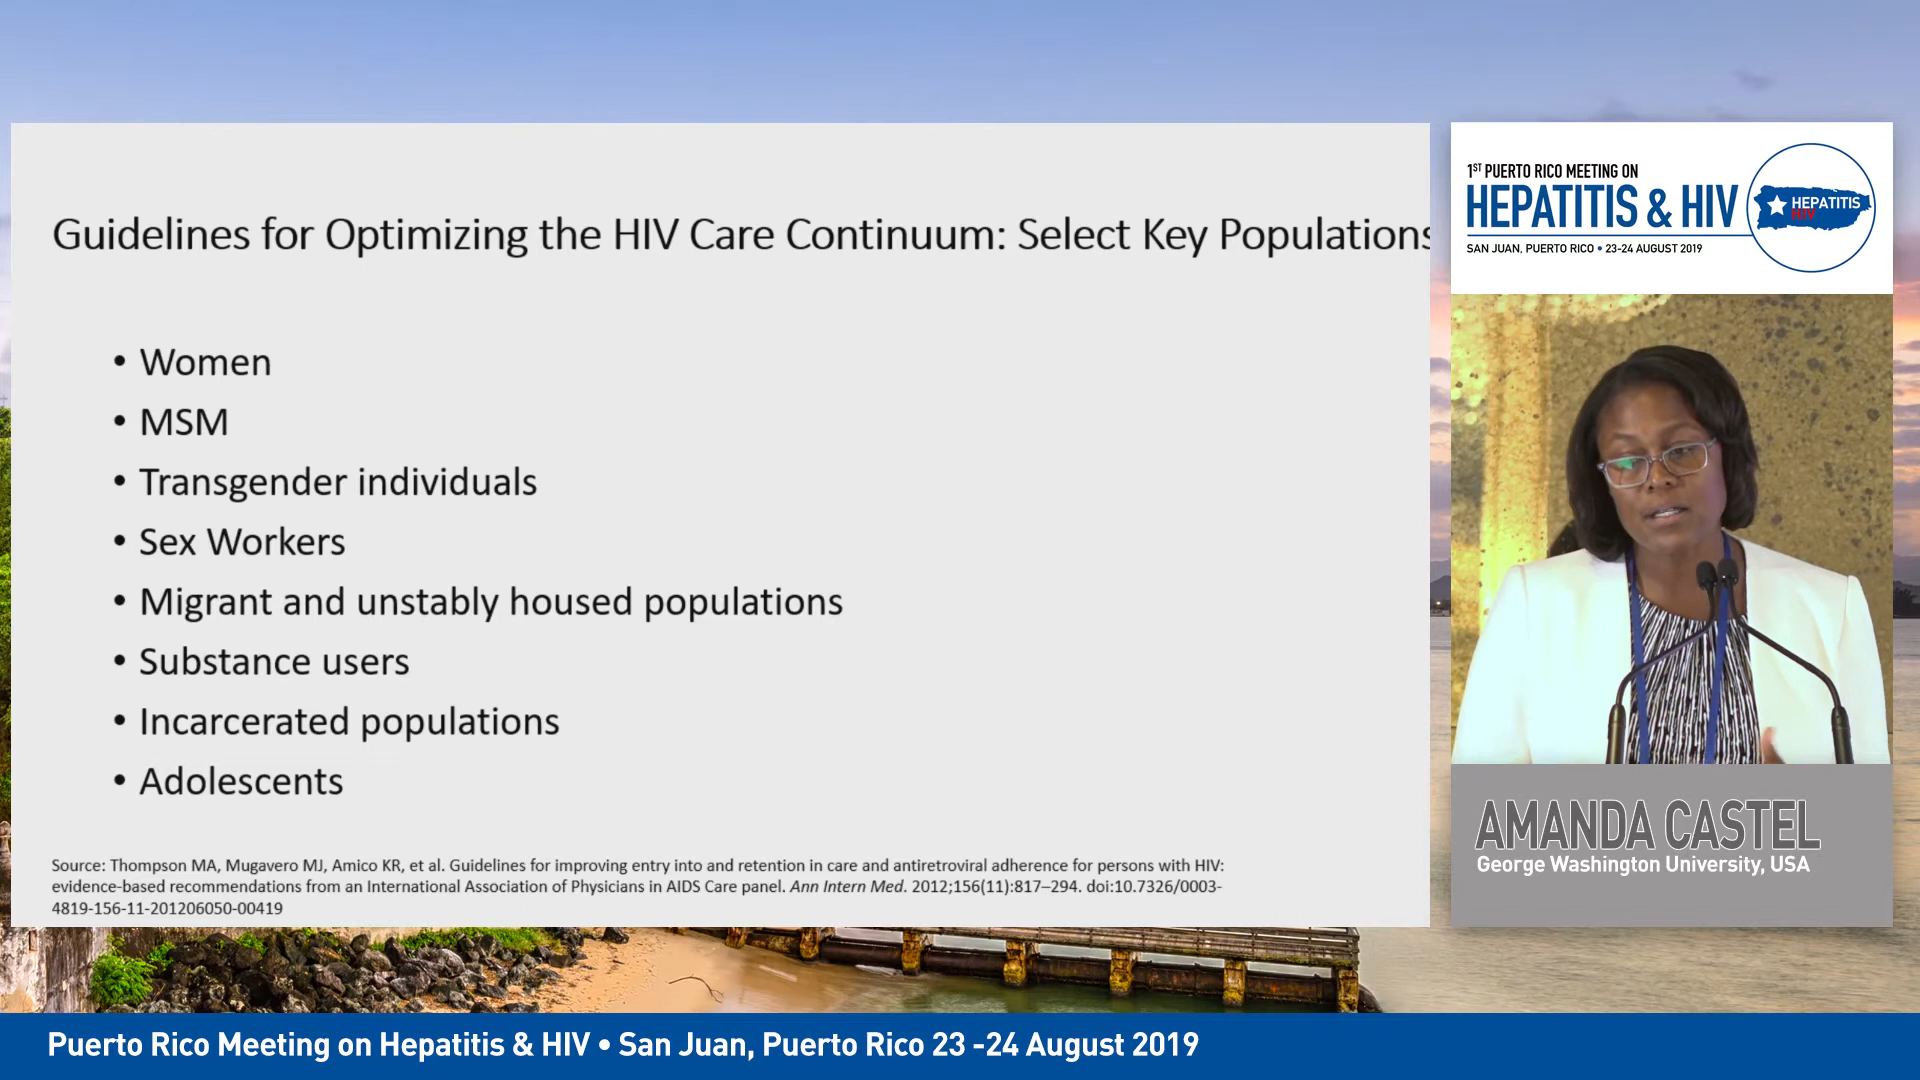 Guidelines for Optimizing the HIV Care Continuum: Select Key Populations
• Women
• MSM
• Transgender individuals
• Sex Workers
• Migrant and unstably housed populations
• Substance users
• Incarcerated populations
• Adolescents
Source: Thompson MA, Mugavero MJ, Amico KR, et al. Guidelines for improving entry into and retention in care and antiretroviral adherence for persons with HIV:
evidence-based recommendations from an International Association of Physicians in AIDS Care panel. Ann Intern Med. 2012;156(11):817–294. doi:10.7326/0003-
4819-156-11-201206050-00419
1ST PUERTO RICO MEETING ON
HEPATITIS & HIV
SAN JUAN, PUERTO RICO • 23-24 AUGUST 2019
HEPATITIS
HIV
AMANDA CASTEL
George Washington University, USA
Puerto Rico Meeting on Hepatitis & HIV • San Juan, Puerto Rico 23 -24 August 2019